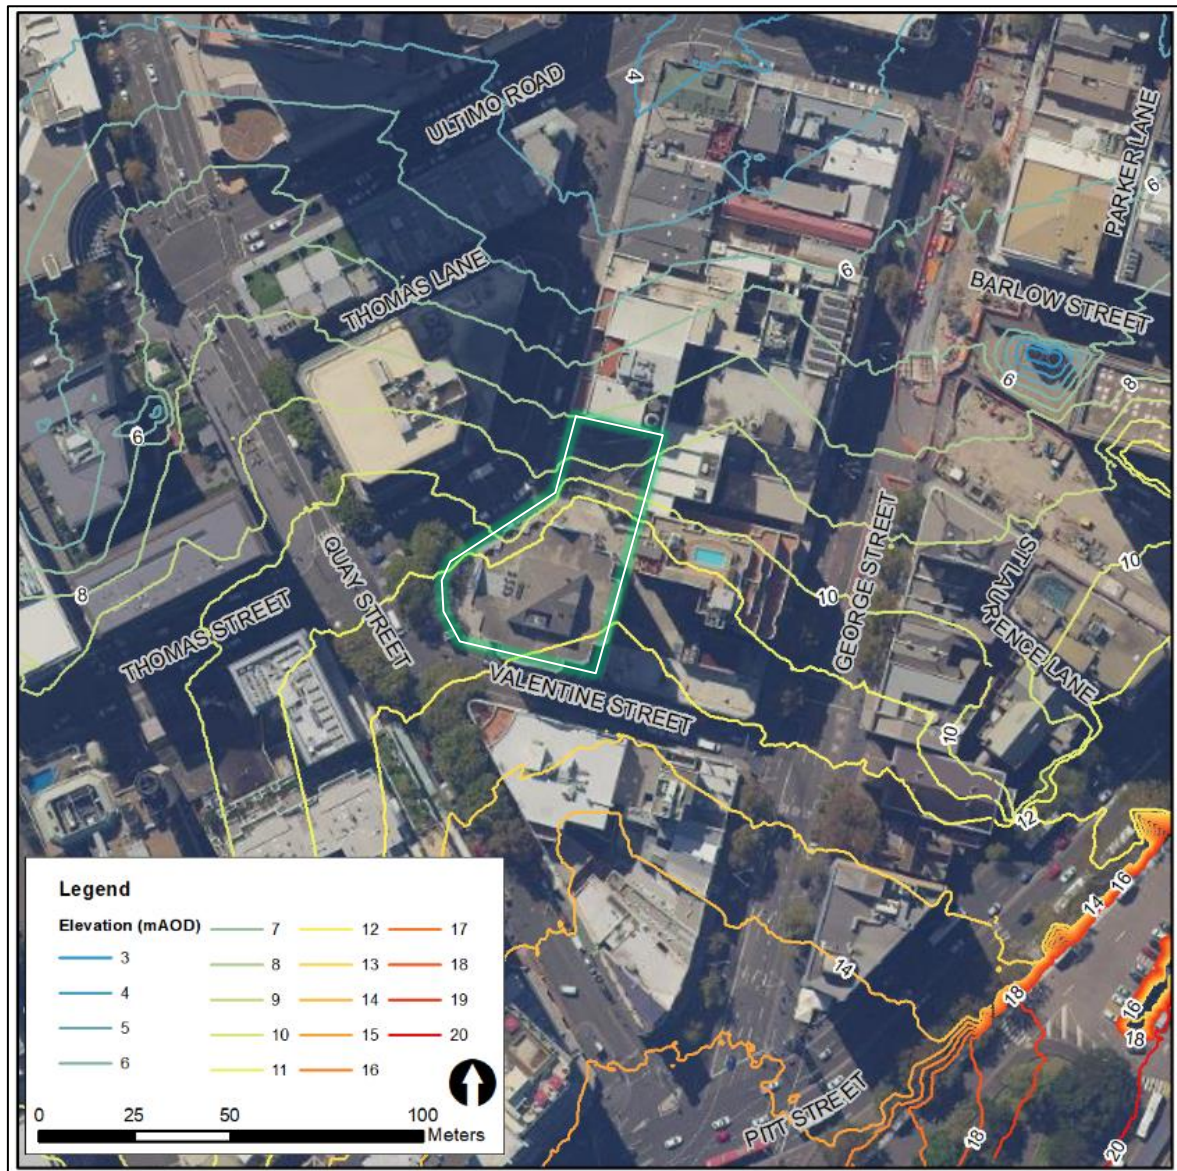 ULTIMO ROAD
4
PARKER LANE
6
THOMAS LANE
6
BARLOW STREET
6
8
6
QUAY STREET
GEORGE STREET
ST LAURENCE LANE
10
10
8
THOMAS STREET
VALENTINE STREET
10
12
16
14
14
18
16
18
PITT STREET
18
20
Legend
Elevation (mAOD)
3
4
5
6
7
8
9
10
11
12
13
14
15
16
17
18
19
20
0 25 50 100
Meters